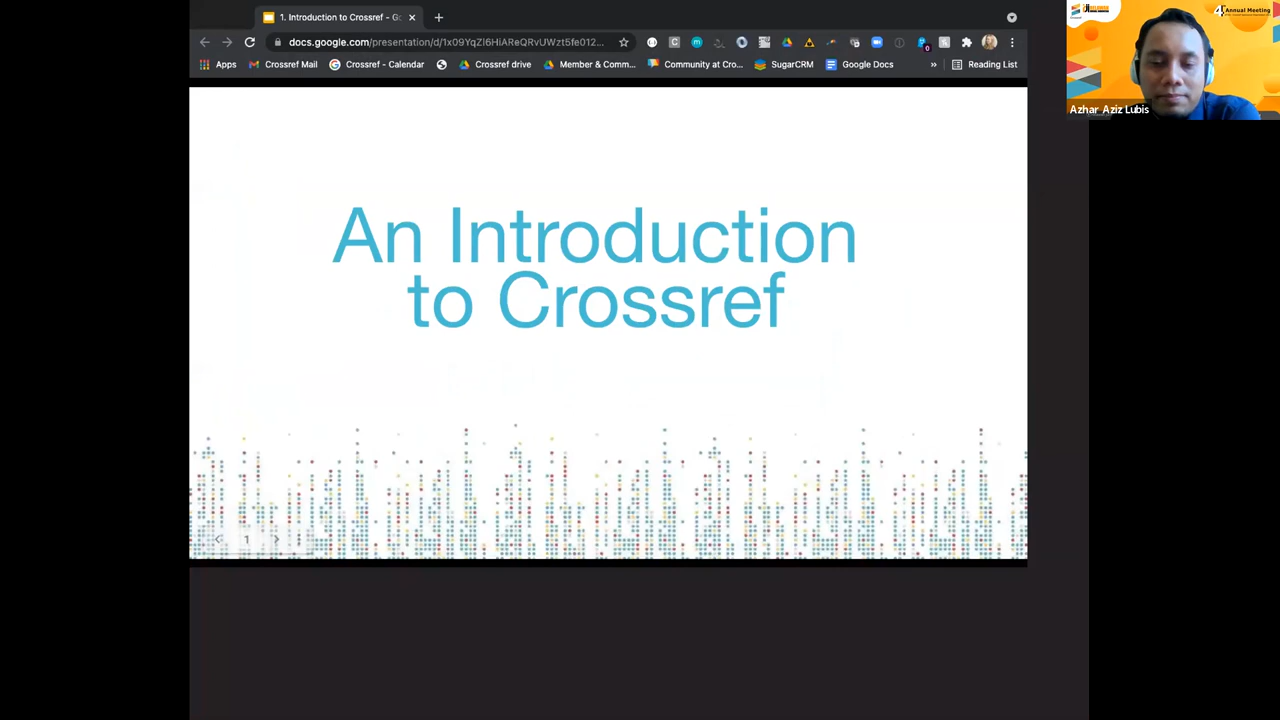 1. Introduction to Crossref - Go
docs.google.com/presentation/d/1x09YqZl6HiAReQRvUWzt5fe012...
Apps
Crossref Mail
Crossref - Calendar
Crossref drive
Member & Comm...
Community at Cro...
SugarCRM
Google Docs
»
Reading List
An Introduction
to Crossref
1
Annual Meeting
Azhar Aziz Lubis